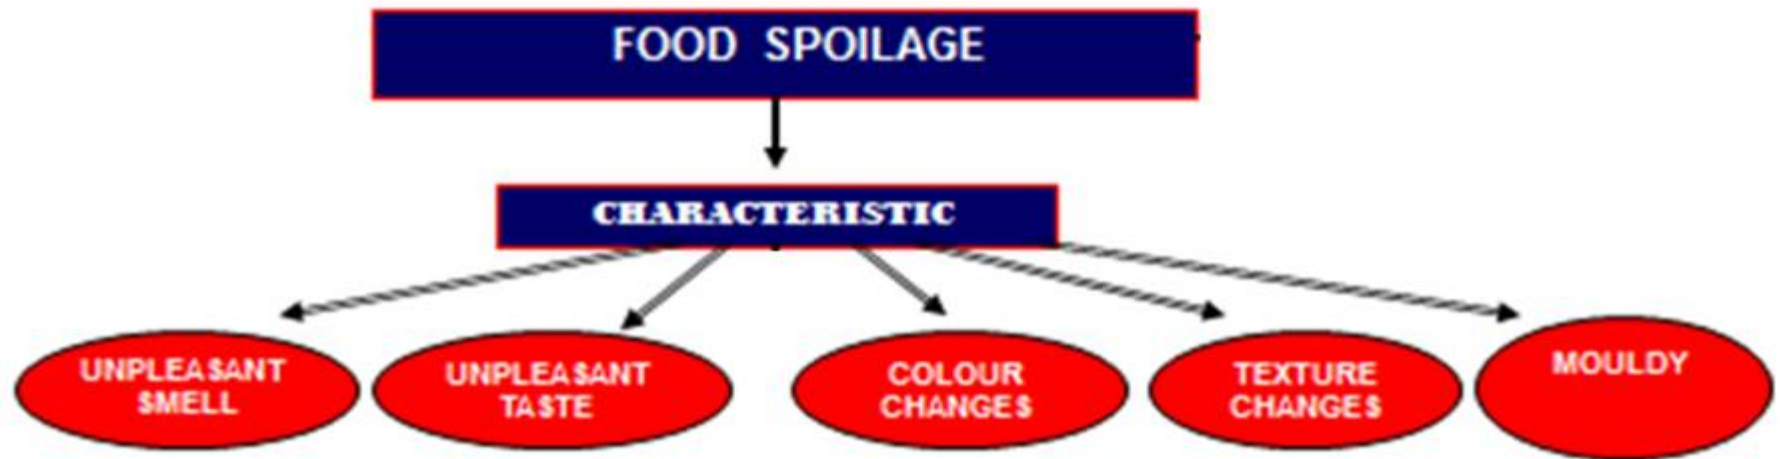 FOOD SPOILAGE
CHARACTERISTIC
UNPLEASANT
SMELL
UNPLEASANT
TASTE
COLOUR
CHANGES
TEXTURE
CHANGES
MOULDY